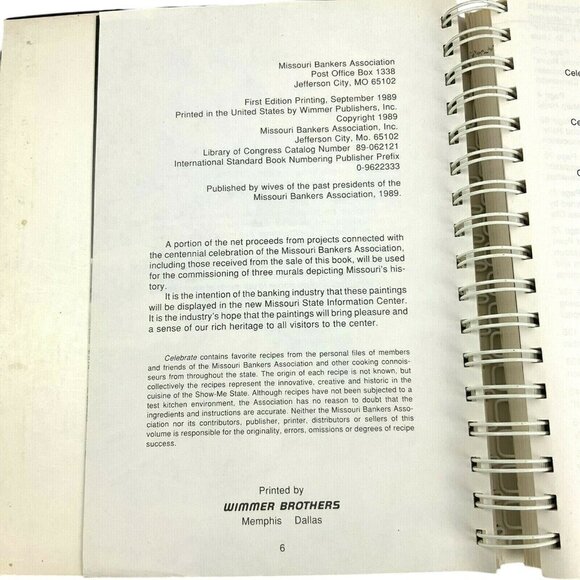 Missouri Bankers Association
Post Office Box 1338
Jefferson City, MO 65102
First Edition Printing, September 1989
Printed in the United States by Wimmer Publishers, Inc.
Copyright 1989
Missouri Bankers Association, Inc.
Jefferson City, Mo. 65102
Library of Congress Catalog Number 89-062121
International Standard Book Numbering Publisher Prefix
0-9622333
Published by wives of the past presidents of the
Missouri Bankers Association, 1989.
A portion of the net proceeds from projects connected with
the centennial celebration of the Missouri Bankers Association,
including those received from the sale of this book, will be used
for the commissioning of three murals depicting Missouri's his-
tory.
It is the intention of the banking industry that these paintings
will be displayed in the new Missouri State Information Center.
It is the industry's hope that the paintings will bring pleasure and
a sense of our rich heritage to all visitors to the center.
Celebrate contains favorite recipes from the personal files of members
and friends of the Missouri Bankers Association and other cooking connois-
seurs from throughout the state. The origin of each recipe is not known, but
collectively the recipes represent the innovative, creative and historic in the
cuisine of the Show-Me State. Although recipes have not been subjected to a
test kitchen environment, the Association has no reason to doubt that the
ingredients and instructions are accurate. Neither the Missouri Bankers Asso-
ciation nor its contributors, publisher, printer, distributors or sellers of this
volume is responsible for the originality, errors, omissions or degrees of recipe
success.
Printed by
WIMMER BROTHERS
Memphis Dallas
6
Cele
Ce